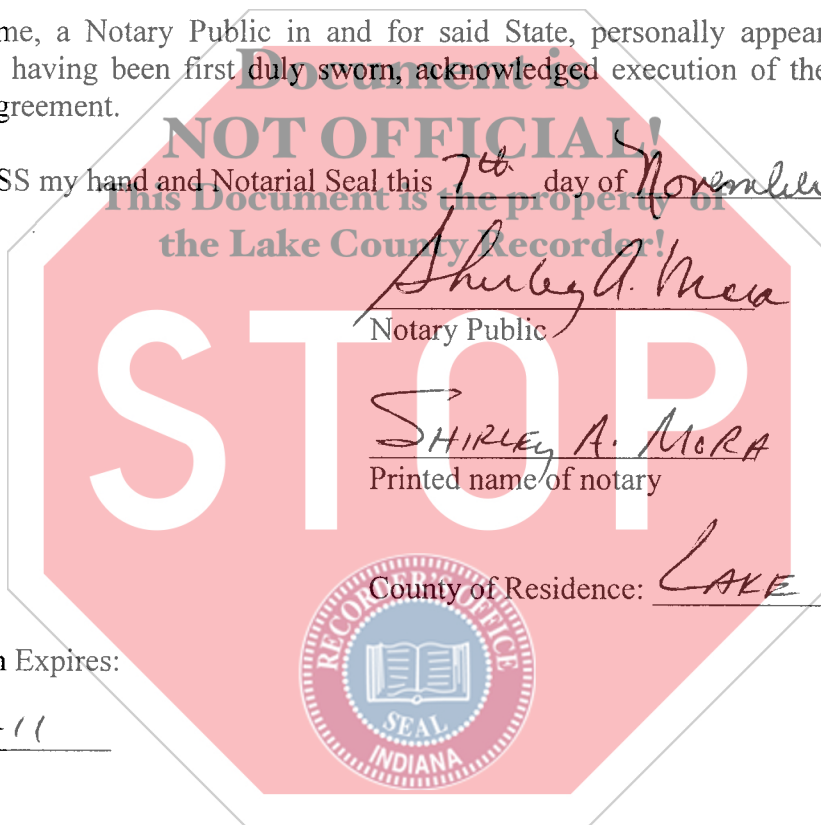 me, a Notary Public in and for said State, personally appear
having been first duly sworn, acknowledged execution of the
greement.
Document is
NOT OFFICIAL!
This Document is the property of
the Lake County Recorder!
SS my hand and Notarial Seal this 7th day of November
Shirley A. Mora
Notary Public
STOP
SHIRLEY A. MORA
Printed name of notary
County of Residence: LAKE
RECORDER'S OFFICE
SEAL
INDIANA
n Expires:
-11